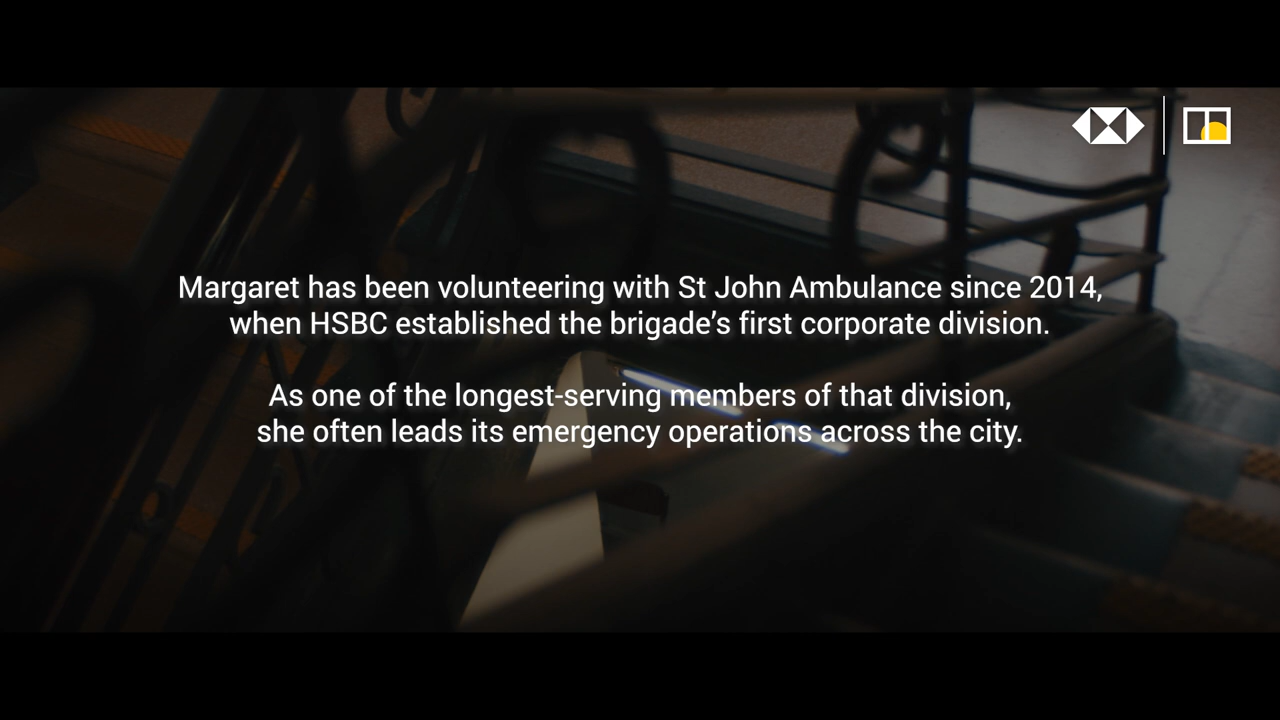 Margaret has been volunteering with St John Ambulance since 2014,
when HSBC established the brigade’s first corporate division.
As one of the longest-serving members of that division,
she often leads its emergency operations across the city.